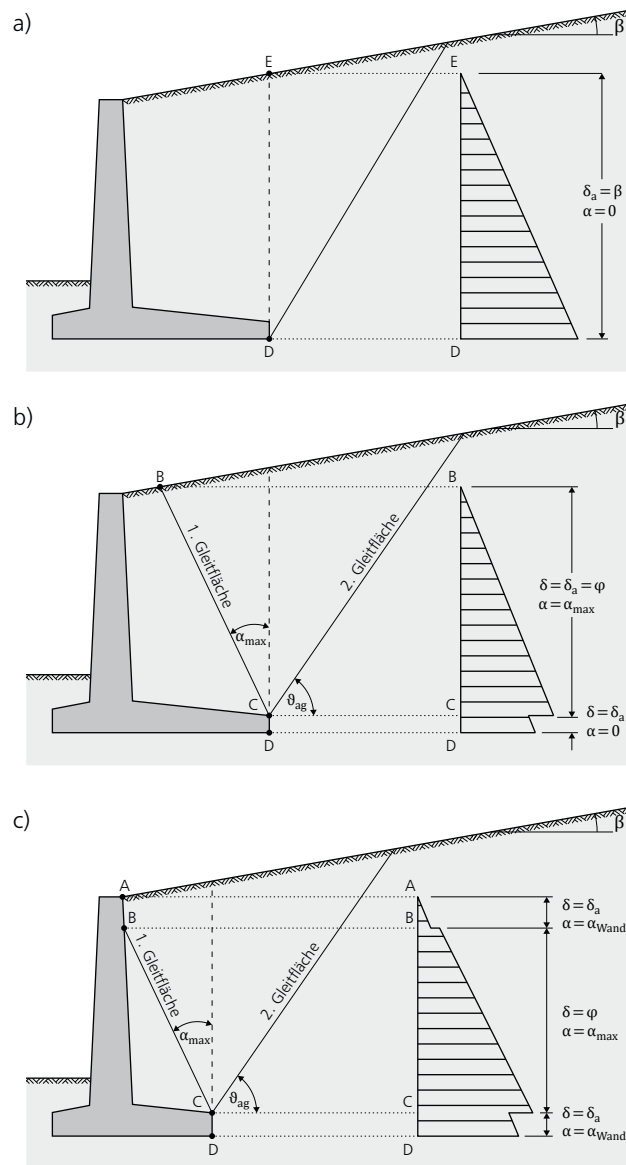 a)
β
E
E
δₐ = β
α = 0
D
D
b)
β
B
B
1. Gleitfläche
2. Gleitfläche
δ = δₐ = φ
α = αmax
αmax
C
ϑag
C
δ = δₐ
α = 0
D
D
c)
β
A
A
δ = δₐ
α = αWand
B
B
1. Gleitfläche
2. Gleitfläche
δ = φ
α = αmax
αmax
C
ϑag
C
δ = δₐ
α = αWand
D
D